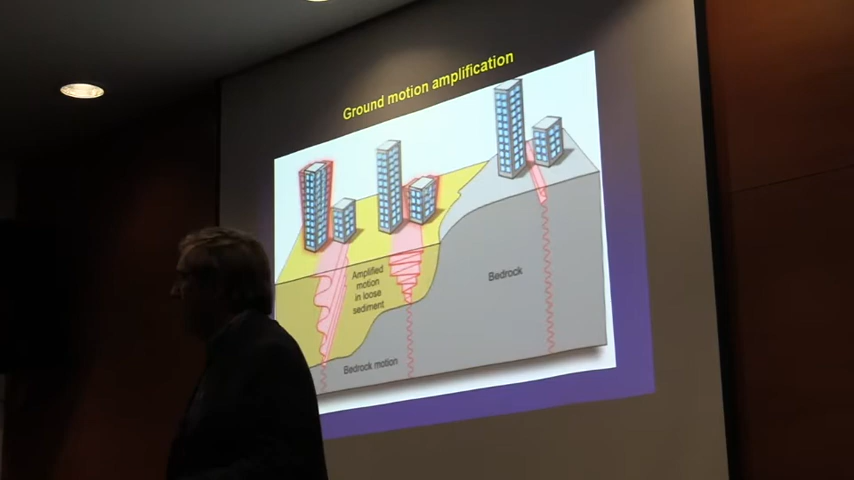 Ground motion amplification
Amplified
motion
in loose
sediment
Bedrock
Bedrock motion